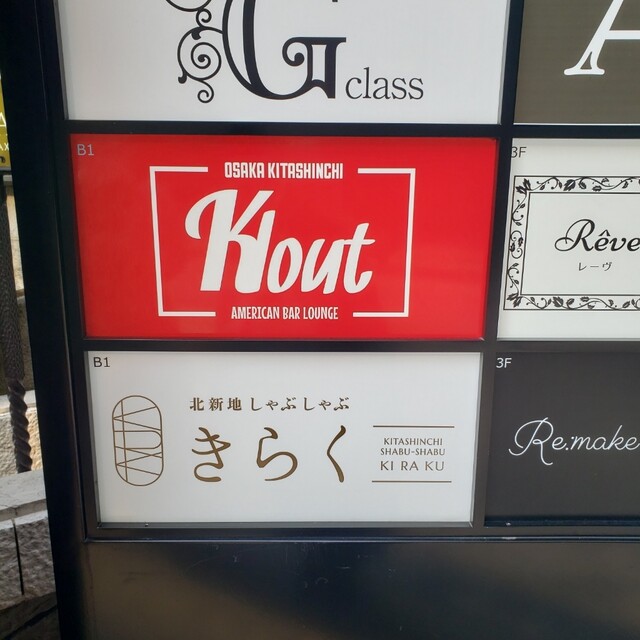 G class
B1
OSAKA KITASHINCHI
Klout
AMERICAN BAR LOUNGE
3F
Rêve
レーヴ
B1
北新地 しゃぶしゃぶ
きらく
KITASHINCHI
SHABU-SHABU
KI RA KU
3F
Re:make